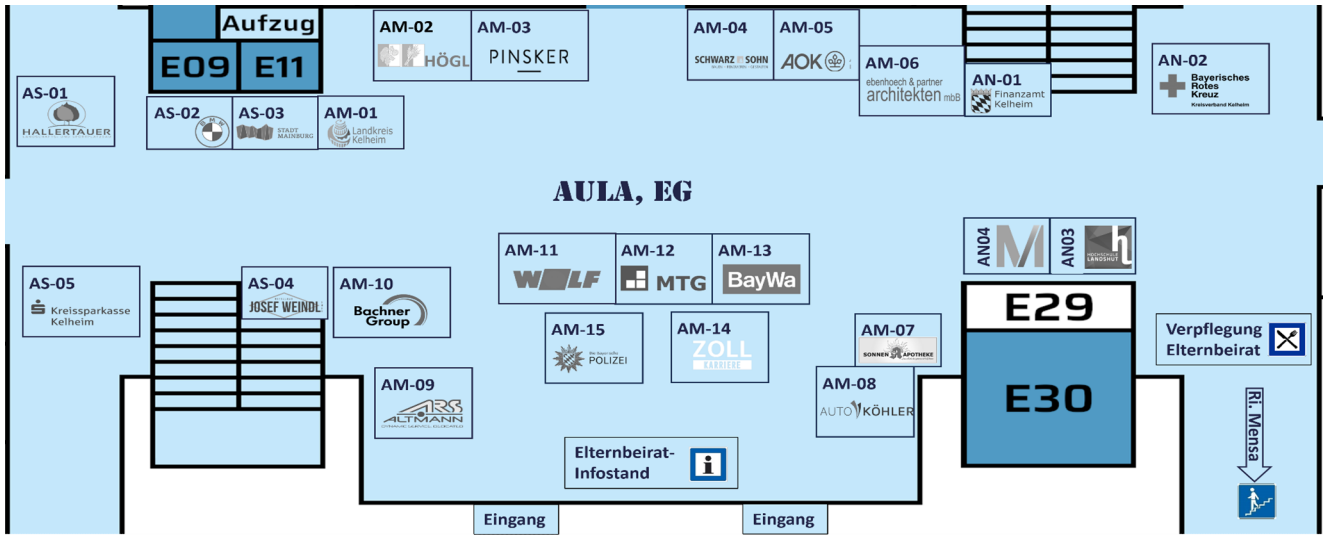 Aufzug
E09
E11
AS-01
HALLERTAUER
AS-02
BMW
AS-03
STADT
MAINBURG
AM-01
Landkreis
Kelheim
AM-02
HÖGL
AM-03
PINSKER
AM-04
SCHWARZ SOHN
AM-05
AOK
AM-06
ebenhoech & partner
architekten mbB
AN-01
Finanzamt
Kelheim
AN-02
Bayerisches
Rotes
Kreuz
Kreisverband Kelheim
AULA, EG
AS-05
Kreissparkasse
Kelheim
AS-04
JOSEF WEINDL
AM-10
Bachner
Group
AM-11
WOLF
AM-12
MTG
AM-13
BayWa
AN04
M
AN03
h
HOCHSCHULE
LANDSHUT
AM-15
POLIZEI
AM-14
ZOLL
KARRIERE
AM-07
SONNEN APOTHEKE
E29
Verpflegung
Elternbeirat
AM-09
ARS
ALTMANN
AM-08
AUTO KÖHLER
E30
Ri. Mensa
Elternbeirat-
Infostand
i
Eingang
Eingang